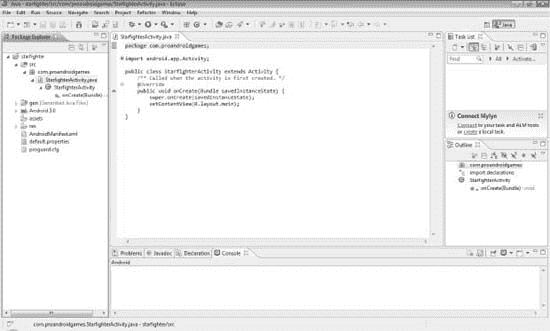 Java - starfighter/src/com/proandroidgames/StarfighterActivity.java - Eclipse
File Edit Run Source Navigate Search Project Refactor Window Help
Java
Package Explorer
starfighter
src
com.proandroidgames
StarfighterActivity.java
StarfighterActivity
onCreate(Bundle)
gen [Generated Java Files]
Android 3.0
assets
res
AndroidManifest.xml
default.properties
proguard.cfg
StarfighterActivity.java
package com.proandroidgames;
import android.app.Activity;
public class StarfighterActivity extends Activity {
/** Called when the activity is first created. */
@Override
public void onCreate(Bundle savedInstanceState) {
super.onCreate(savedInstanceState);
setContentView(R.layout.main);
}
}
Task List
Find
All
Activate...
Connect Mylyn
Connect to your task and ALM tools or create a local task.
Outline
com.proandroidgames
import declarations
StarfighterActivity
onCreate(Bundle) : void
Problems Javadoc Declaration Console
Android
com.proandroidgames.StarfighterActivity.java - starfighter/src